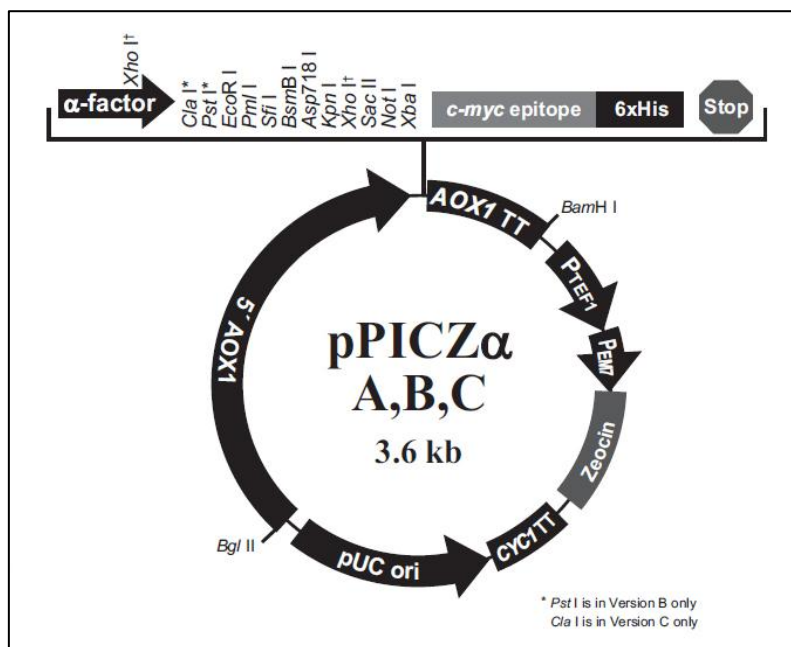 Xho I†
α-factor
Cla I*
Pst I*
EcoR I
Pml I
Sfi I
BsmB I
Asp718 I
Kpn I
Xho I†
Sac II
Not I
Xba I
c-myc epitope
6xHis
Stop
AOX1 TT
BamH I
PTEF1
PEM7
Zeocin
CYC1 TT
pUC ori
Bgl II
5´ AOX1
pPICZα
A,B,C
3.6 kb
* Pst I is in Version B only
Cla I is in Version C only